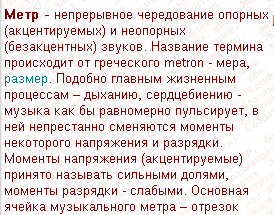 Метр - непрерывное чередование опорных
(акцентируемых) и неопорных
(безакцентных) звуков. Название термина
происходит от греческого metron - мера,
размер. Подобно главным жизненным
процессам – дыханию, сердцебиению -
музыка как бы равномерно пульсирует, в
ней непрестанно сменяются моменты
некоторого напряжения и разрядки.
Моменты напряжения (акцентируемые)
принято называть сильными долями,
моменты разрядки - слабыми. Основная
ячейка музыкального метра – отрезок